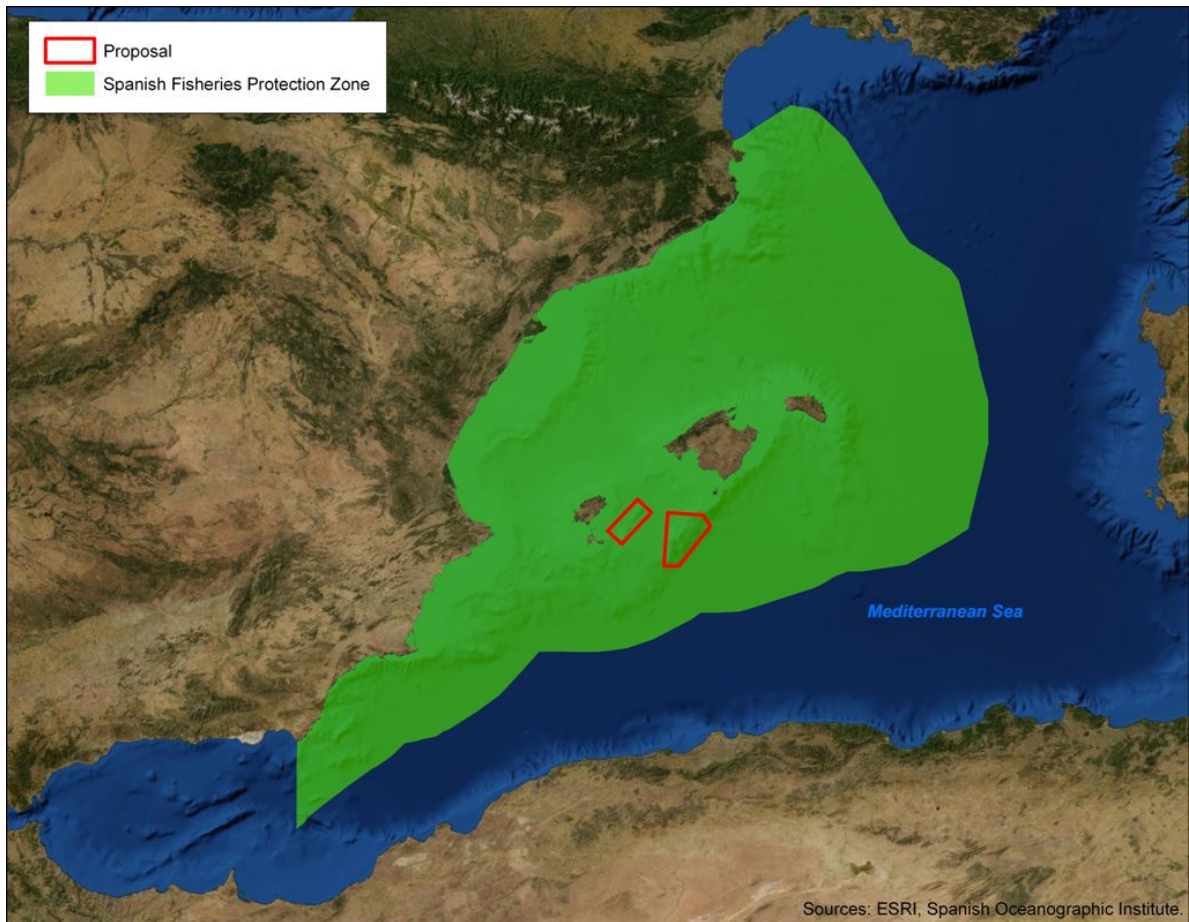 Proposal
Spanish Fisheries Protection Zone
Mediterranean Sea
Sources: ESRI, Spanish Oceanographic Institute.